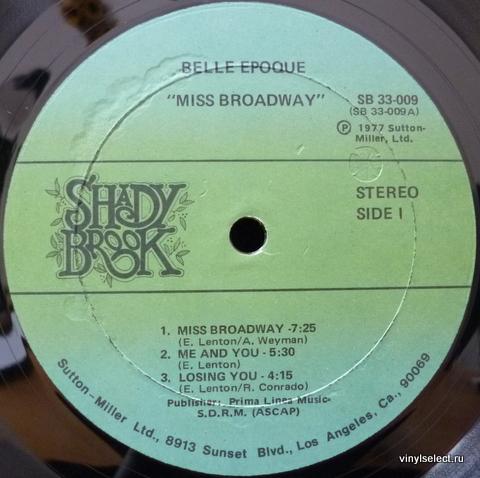 BELLE EPOQUE
"MISS BROADWAY"
SB 33-009
(SB 33-009A)
Ⓟ 1977 Sutton-
Miller, Ltd.
STEREO
SIDE I
SHADY
BROOK
1. MISS BROADWAY -7:25
(E. Lenton/A. Weyman)
2. ME AND YOU - 5:30
(E. Lenton)
3. LOSING YOU - 4:15
(E. Lenton/R. Conrado)
Publisher: Prima Linea Music-
S.D.R.M. (ASCAP)
Sutton-Miller Ltd., 8913 Sunset Blvd., Los Angeles, Ca., 90069
vinylselect.ru